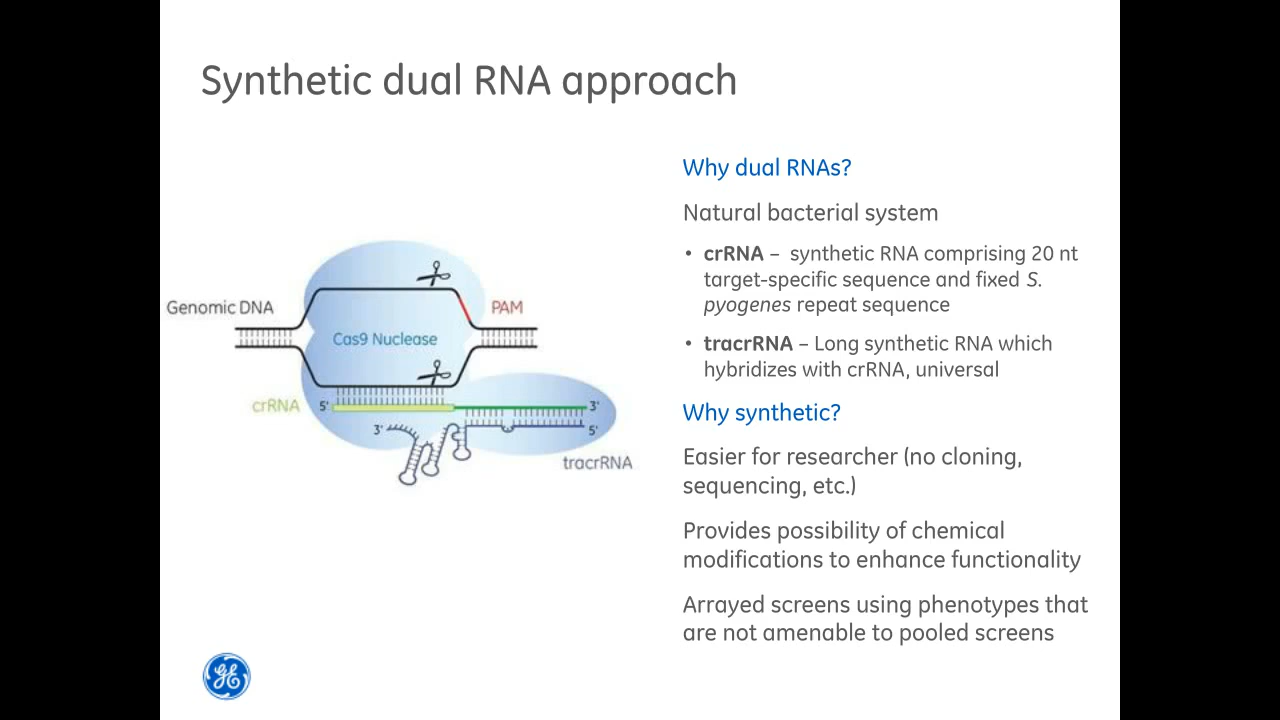 Synthetic dual RNA approach
Genomic DNA
PAM
Cas9 Nuclease
crRNA
5'
3'
3'
5'
tracrRNA
Why dual RNAs?
Natural bacterial system
• crRNA – synthetic RNA comprising 20 nt
target-specific sequence and fixed S.
pyogenes repeat sequence
• tracrRNA – Long synthetic RNA which
hybridizes with crRNA, universal
Why synthetic?
Easier for researcher (no cloning,
sequencing, etc.)
Provides possibility of chemical
modifications to enhance functionality
Arrayed screens using phenotypes that
are not amenable to pooled screens
GE